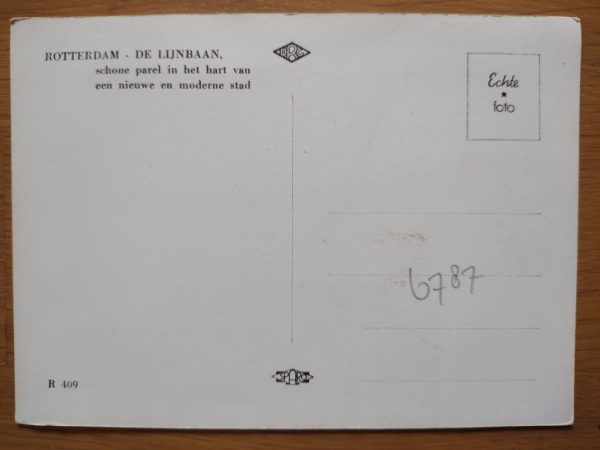 ROTTERDAM - DE LIJNBAAN,
schone parel in het hart van
een nieuwe en moderne stad
Echte
foto
6787
R 409